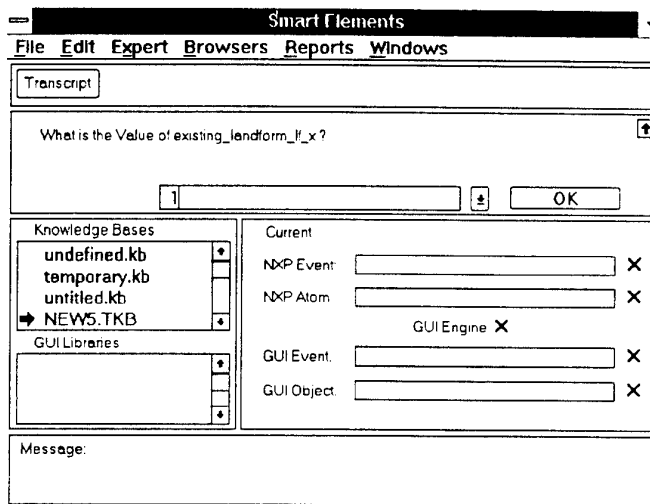 Smart Elements
File Edit Expert Browsers Reports Windows
Transcript
What is the Value of existing_landform_lf_x ?
1
OK
Knowledge Bases
undefined.kb
temporary.kb
untitled.kb
NEW5.TKB
GUI Libraries
Current
NXP Event
NXP Atom
GUI Engine
GUI Event.
GUI Object.
Message: